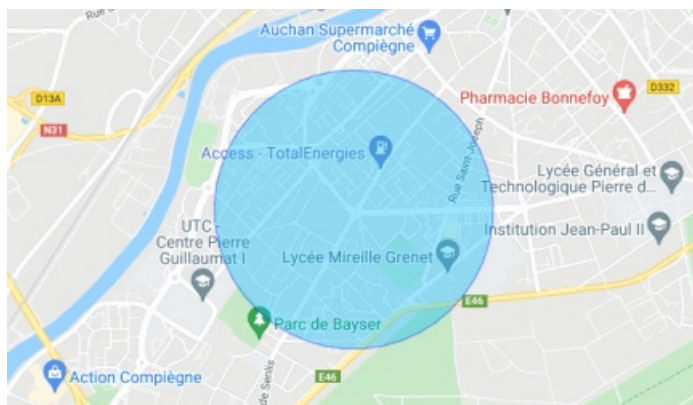 Rue S
Auchan Supermarché
Compiègne
D13A
D332
Pharmacie Bonnefoy
N31
Access - TotalEnergies
Rue Saint-Joseph
Lycée Général et
Technologique Pierre d...
UTC -
Centre Pierre
Guillaumat I
Institution Jean-Paul II
Lycée Mireille Grenet
E46
Parc de Bayser
Action Compiègne
E46
de Senlis